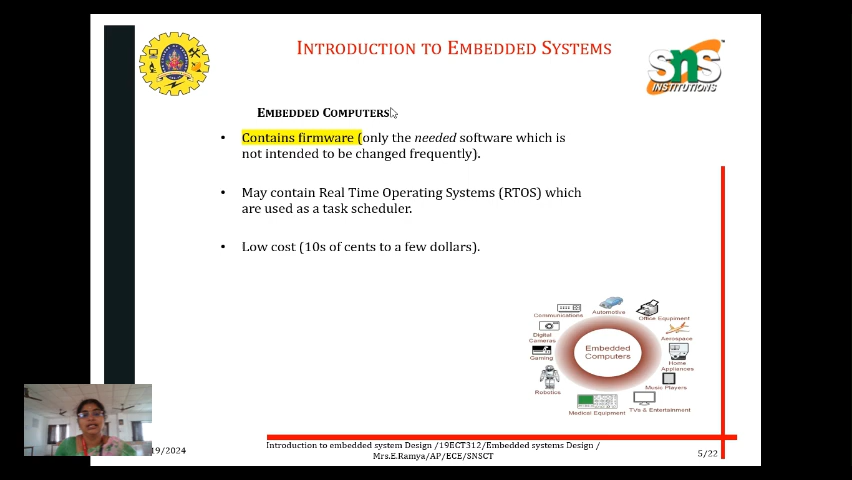 INTRODUCTION TO EMBEDDED SYSTEMS
SNS
INSTITUTIONS
EMBEDDED COMPUTERS
• Contains firmware (only the needed software which is
not intended to be changed frequently).
• May contain Real Time Operating Systems (RTOS) which
are used as a task scheduler.
• Low cost (10s of cents to a few dollars).
Communications
Automotive
Office Equipment
Digital
Cameras
Aerospace
Embedded
Computers
Gaming
Home
Appliances
Robotics
Music Players
Medical Equipment
TVs & Entertainment
19/2024
Introduction to embedded system Design /19ECT312/Embedded systems Design /
Mrs.E.Ramya/AP/ECE/SNSCT
5/22